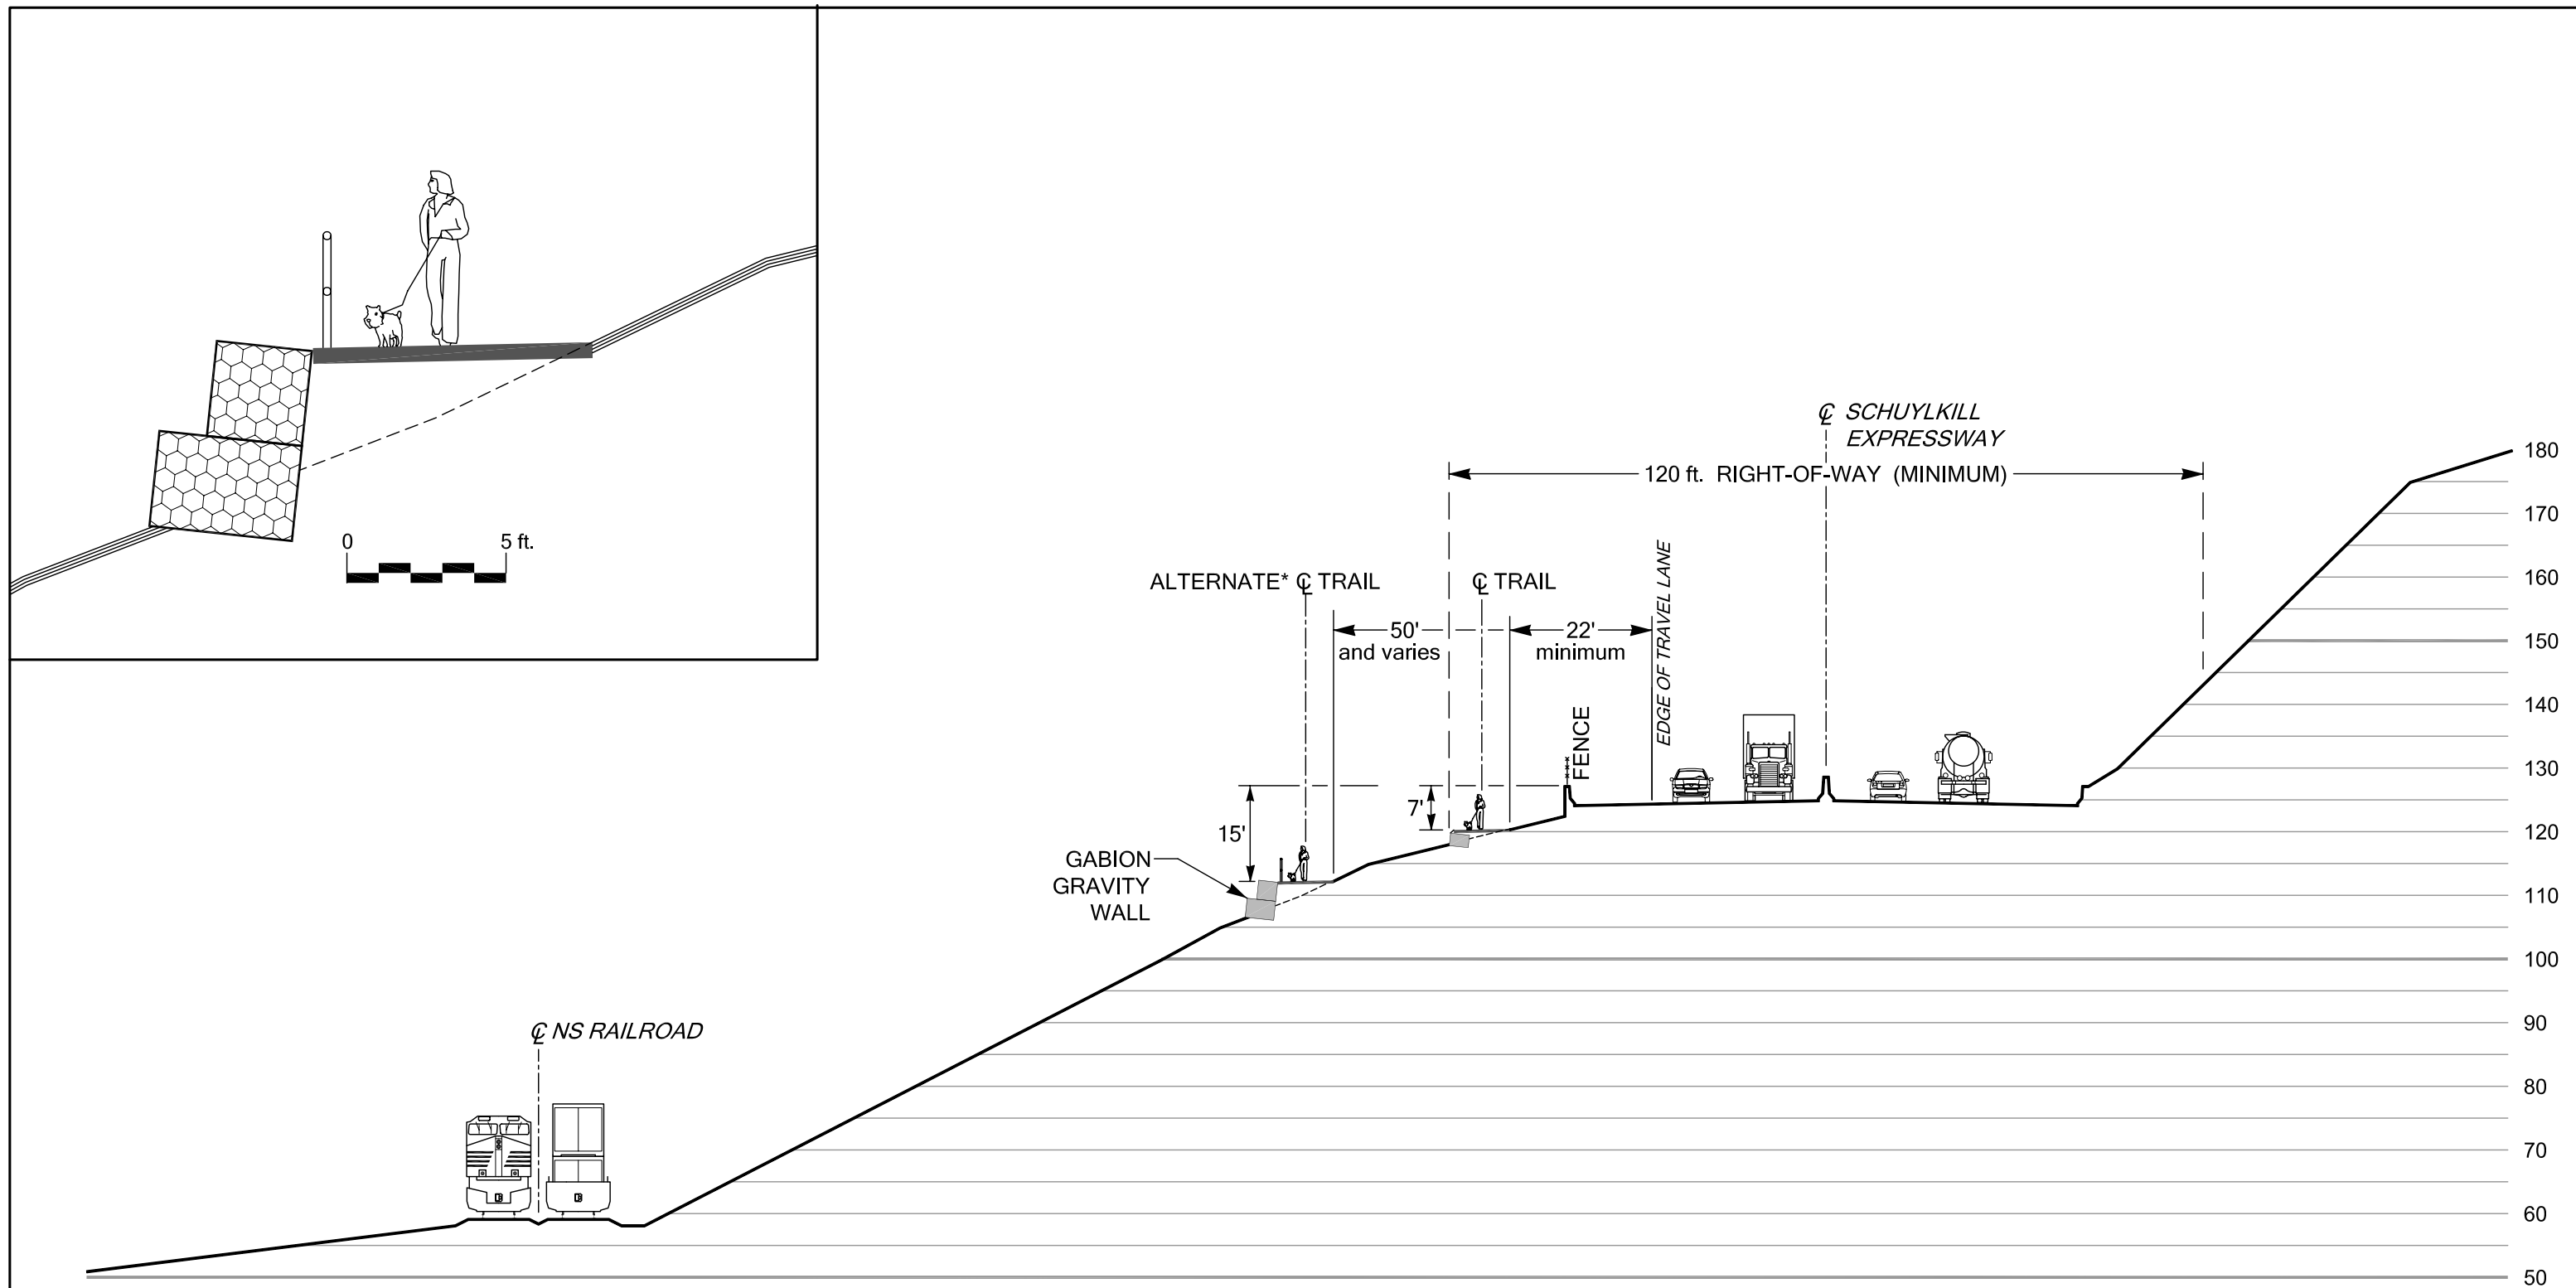 0 5 ft.
℄ SCHUYLKILL
EXPRESSWAY
120 ft. RIGHT-OF-WAY (MINIMUM)
ALTERNATE* ℄ TRAIL
℄ TRAIL
50'
and varies
22'
minimum
EDGE OF TRAVEL LANE
FENCE
7'
15'
GABION
GRAVITY
WALL
℄ NS RAILROAD
180
170
160
150
140
130
120
110
100
90
80
70
60
50